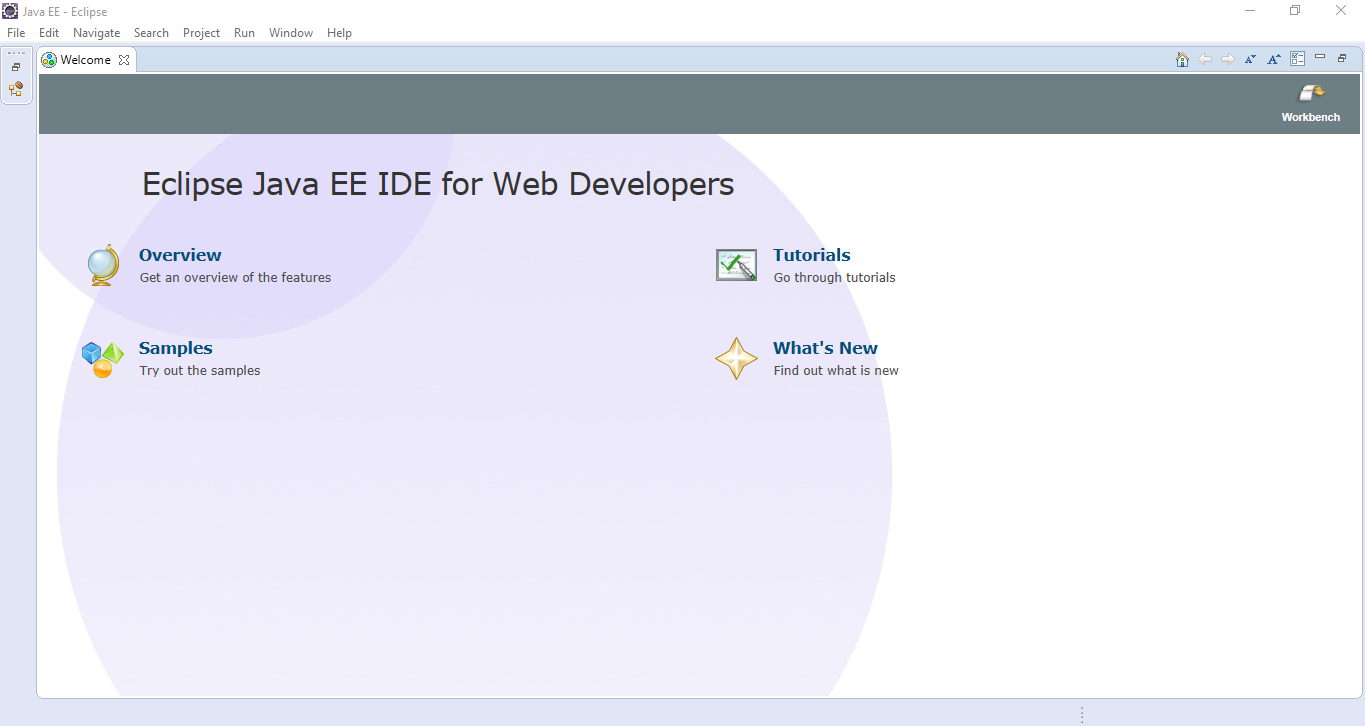 Java EE - Eclipse
File Edit Navigate Search Project Run Window Help
Welcome
Workbench
Eclipse Java EE IDE for Web Developers
Overview
Get an overview of the features
Tutorials
Go through tutorials
Samples
Try out the samples
What's New
Find out what is new